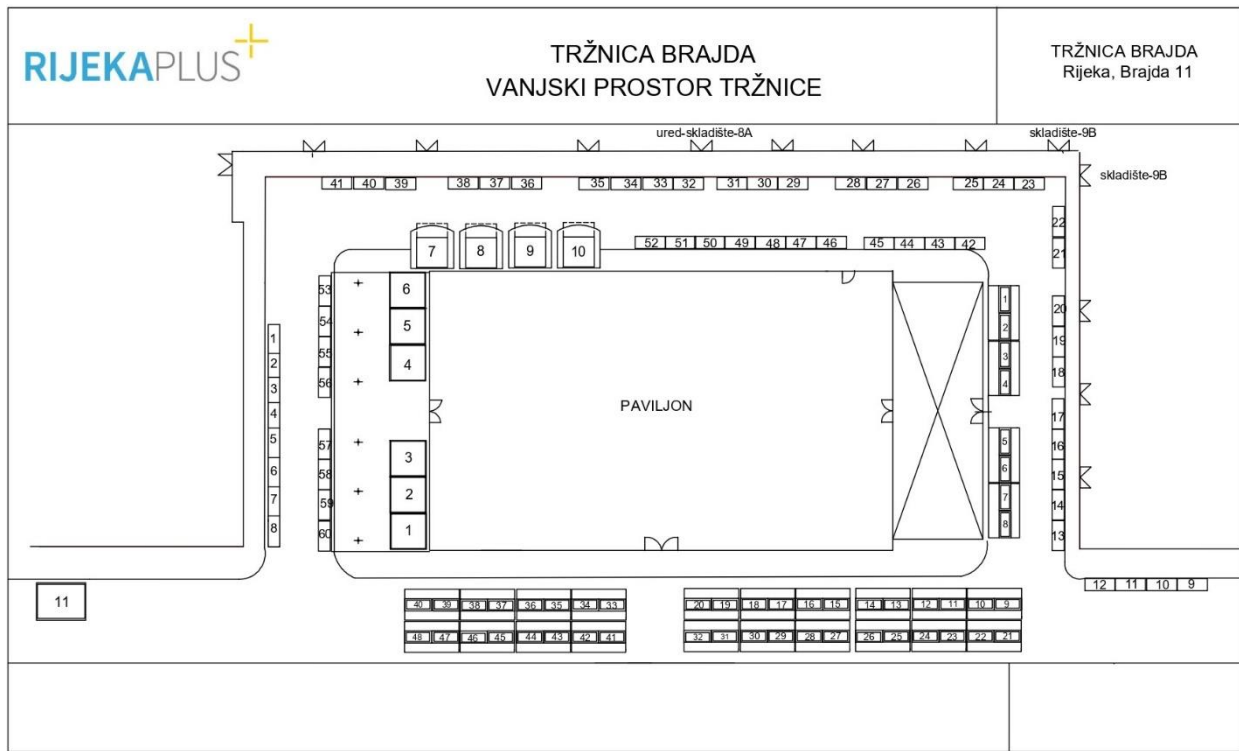 RIJEKAPLUS
TRŽNICA BRAJDA
VANJSKI PROSTOR TRŽNICE
TRŽNICA BRAJDA
Rijeka, Brajda 11
ured-skladište-8A
skladište-9B
skladište-9B
41 40 39 38 37 36 35 34 33 32 31 30 29 28 27 26 25 24 23
22
21
7 8 9 10
52 51 50 49 48 47 46 45 44 43 42
53
54
55
56
57
58
59
60
6
5
4
3
2
1
1
2
3
4
5
6
7
8
PAVILJON
1
2
3
4
5
6
7
8
20
19
18
17
16
15
14
13
12 11 10 9
11
40 39 38 37 36 35 34 33 20 19 18 17 16 15 14 13 12 11 10 9
48 47 46 45 44 43 42 41 32 31 30 29 28 27 26 25 24 23 22 21